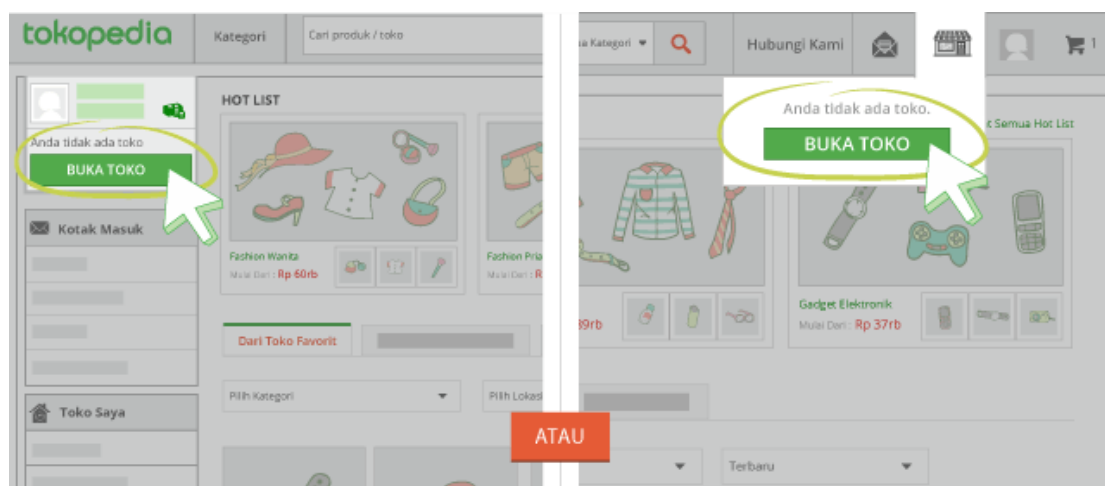 tokopedia
Kategori
Cari produk / toko
Anda tidak ada toko
BUKA TOKO
Kotak Masuk
Toko Saya
HOT LIST
Fashion Wanita
Mulai Dari : Rp 60rb
Fashion Pria
Mulai Dari : R
Dari Toko Favorit
Pilih Kategori
Pilih Lokasi
ATAU
a Kategori
Hubungi Kami
1
Anda tidak ada toko.
BUKA TOKO
t Semua Hot List
39rb
Gadget Elektronik
Mulai Dari : Rp 37rb
Terbaru